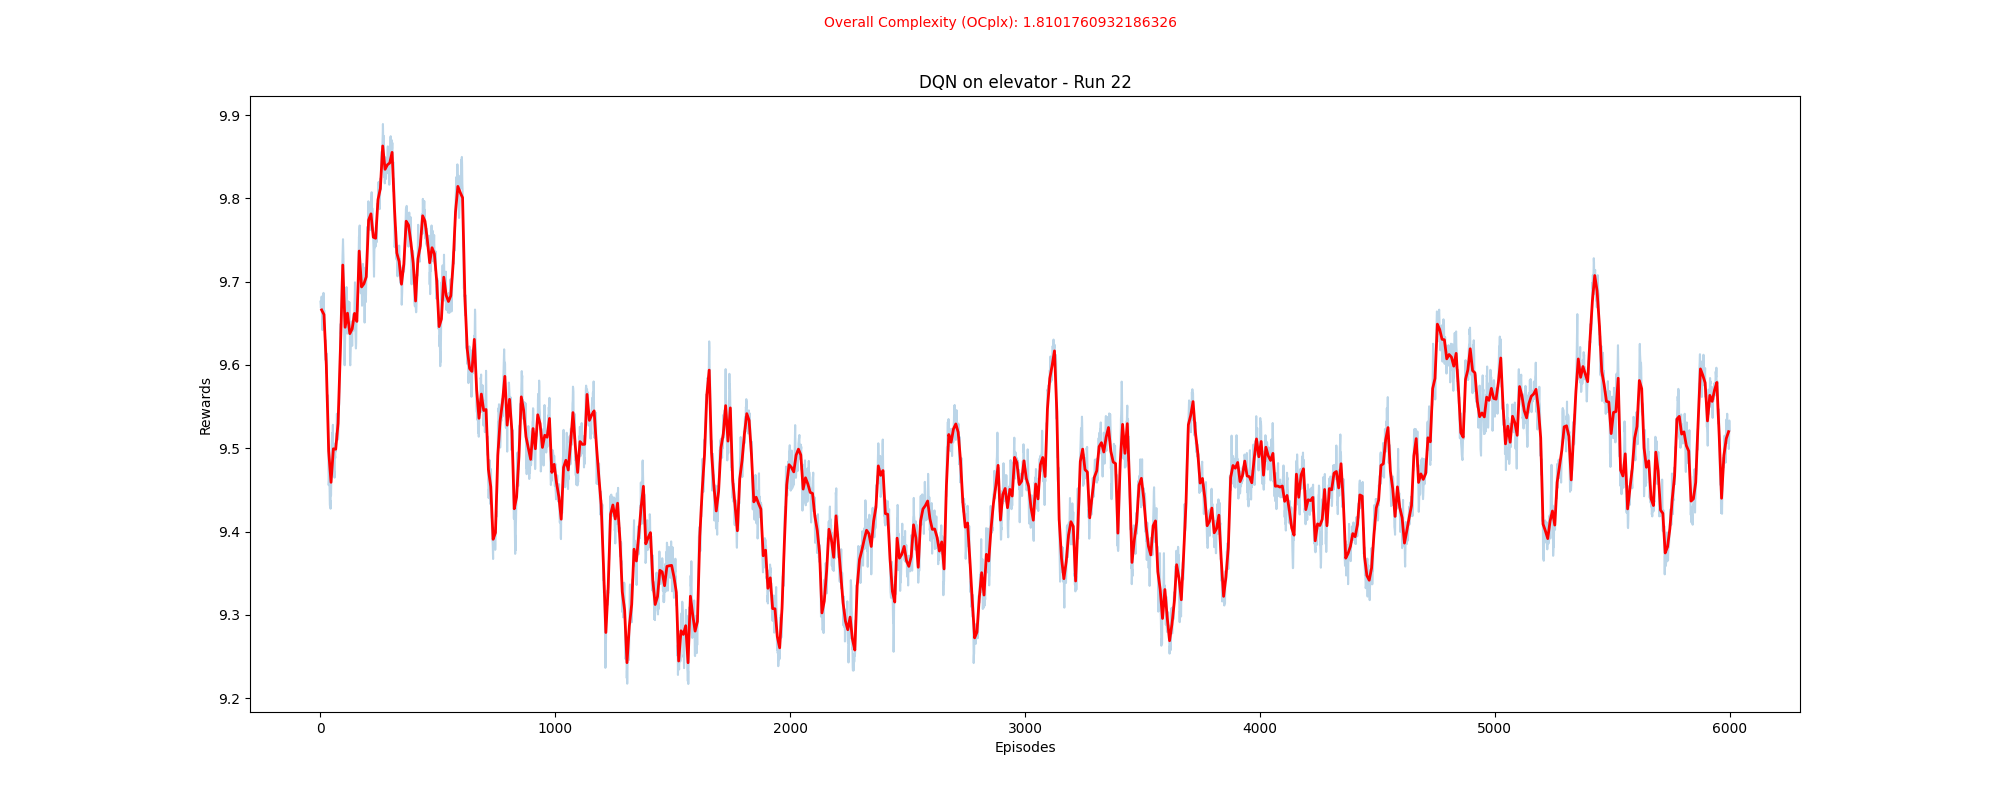 Overall Complexity (OCplx): 1.8101760932186326
DQN on elevator - Run 22
9.9
9.8
9.7
9.6
9.5
9.4
9.3
9.2
Rewards
0 1000 2000 3000 4000 5000 6000
Episodes